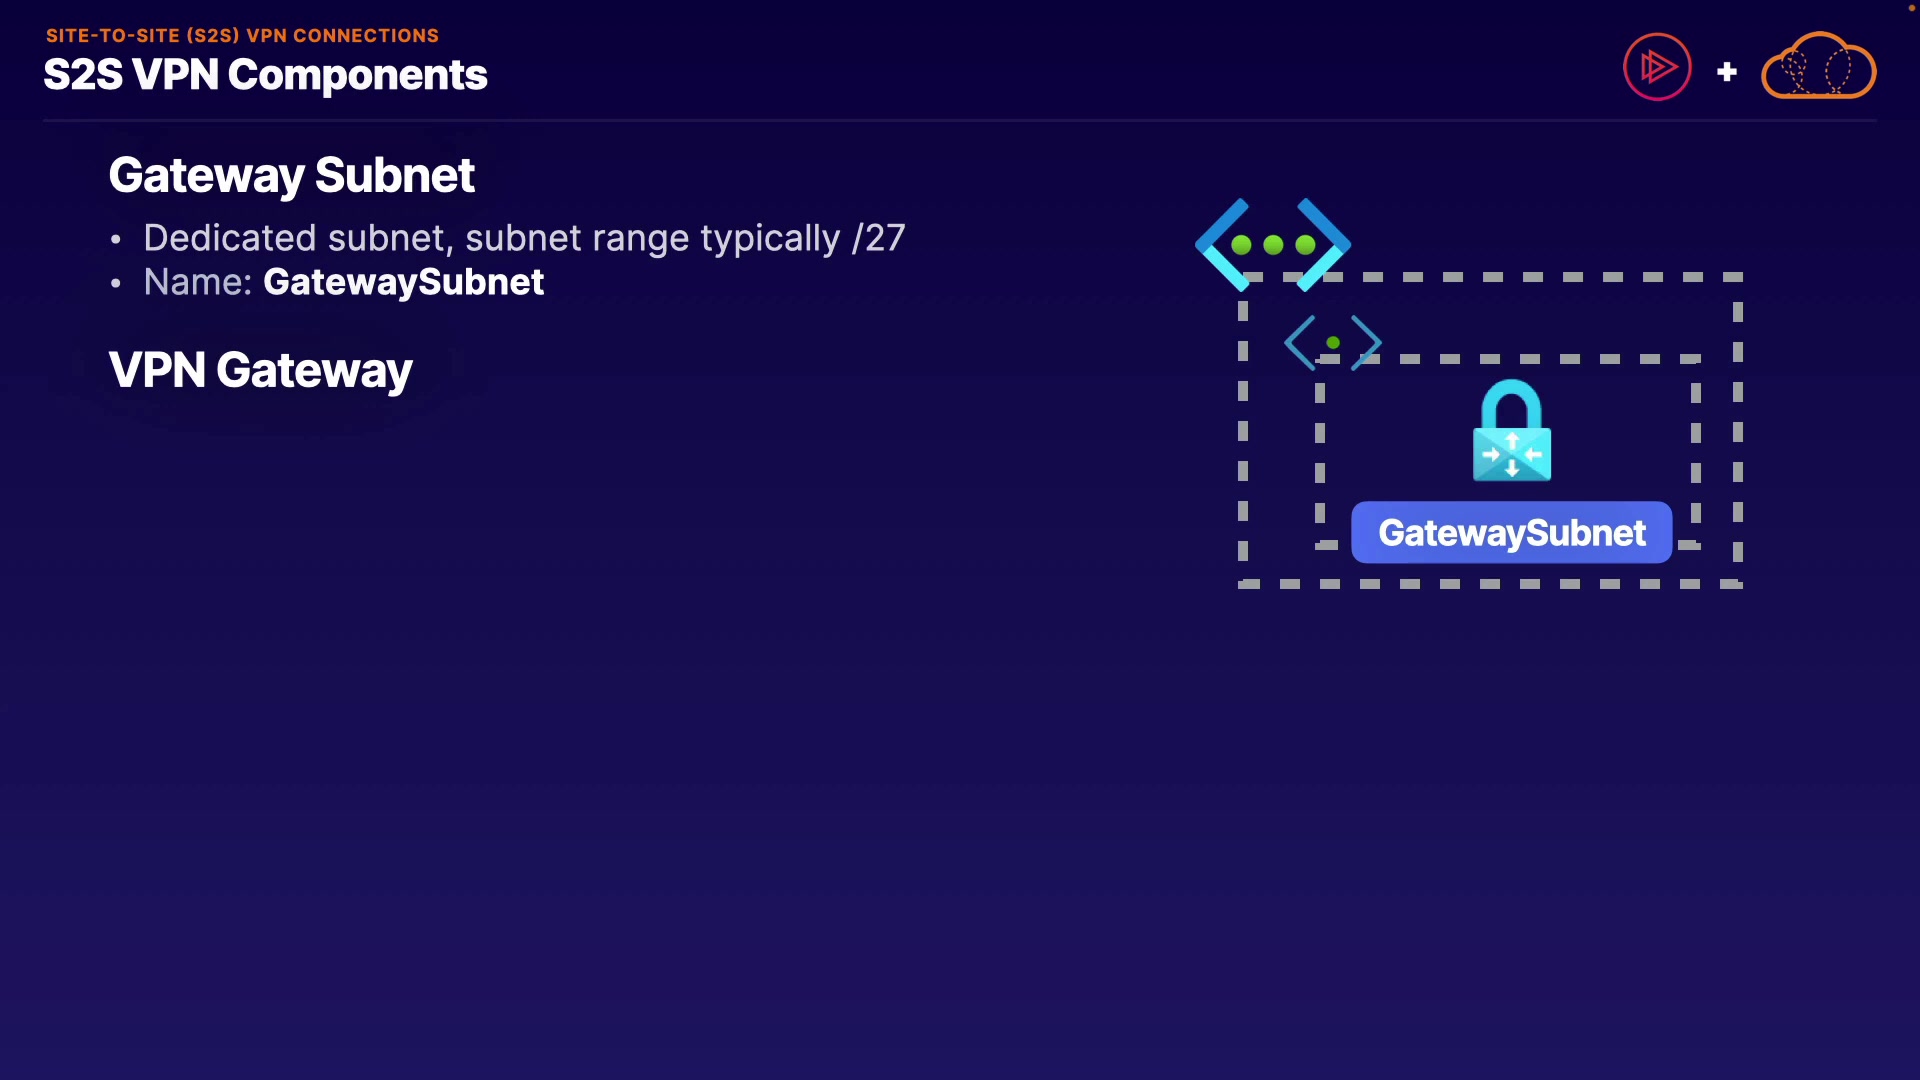 SITE-TO-SITE (S2S) VPN CONNECTIONS
S2S VPN Components
Gateway Subnet
• Dedicated subnet, subnet range typically /27
• Name: GatewaySubnet
VPN Gateway
GatewaySubnet